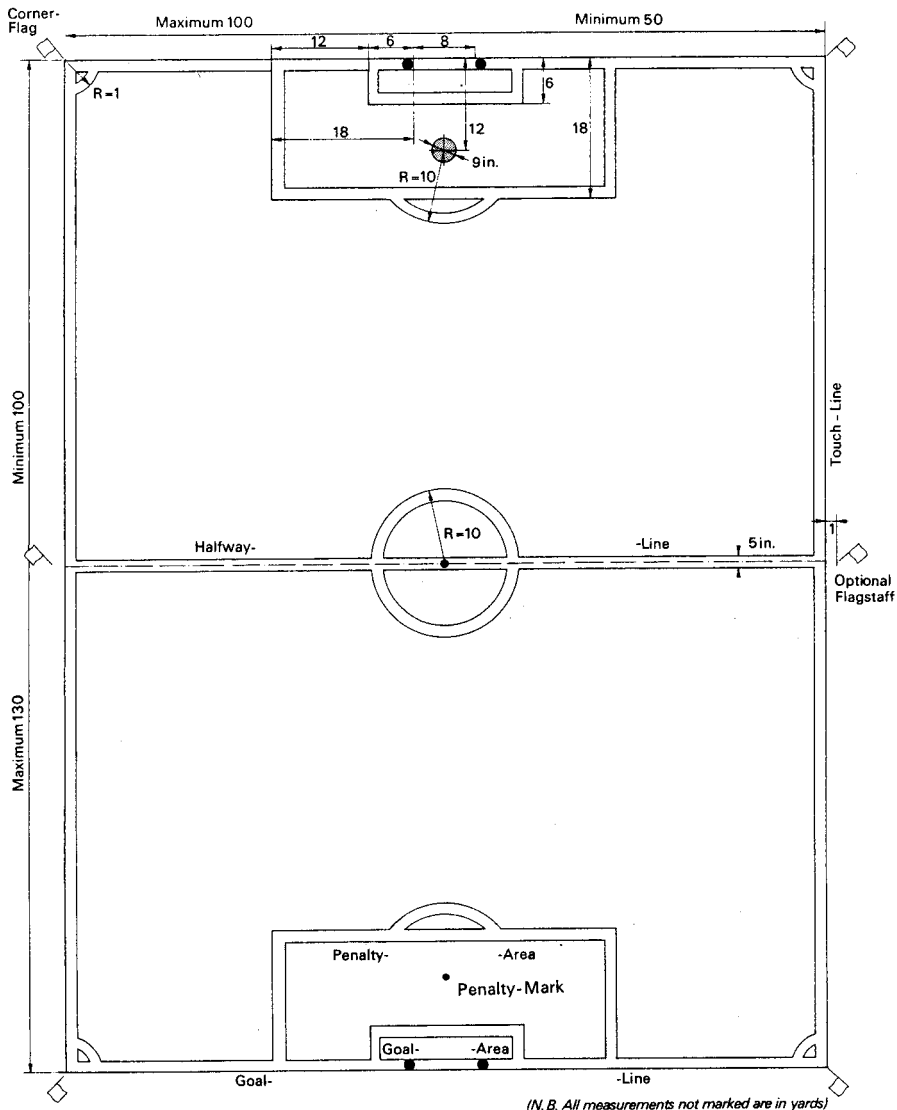 Corner-
Flag
Maximum 100
Minimum 50
12
6
8
R=1
6
18
12
18
9in.
R=10
Minimum 100
Touch-Line
R=10
Halfway-
-Line
5in.
1
Optional
Flagstaff
Maximum 130
Penalty-
-Area
Penalty-Mark
Goal-
-Area
Goal-
-Line
(N.B. All measurements not marked are in yards)